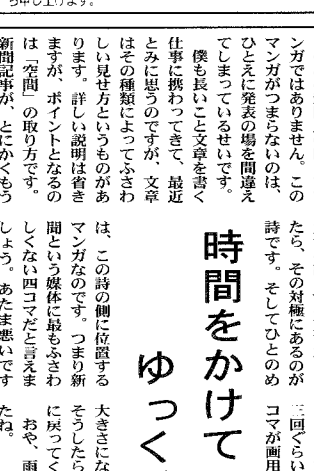 ち申し上げます。
ンガではありません。この
マンガがつまらないのは、
ひとえに発表の場を間違え
てしまっているせいです。
僕も長いこと文章を書く
仕事に携わってきて、最近
とみに思うのですが、文章
はその種類によってふさわ
しい見せ方というものがあ
ります。詳しい説明は省き
ますが、ポイントとなるの
は「空間」の取り方です。
新聞記事が、とにかくもう
たら、その対極にあるのが
詩です。そしてひとのめ
時間をかけて
ゆっく
は、この詩の側に位置する
マンガなのです。つまり新
聞という媒体に最もふさわ
しくない四コマだと言えま
しょう。あたま悪いです
三回ぐらい
コマが画用
大きさにな
そうしたら
に戻ってく
おや、雨
たね。